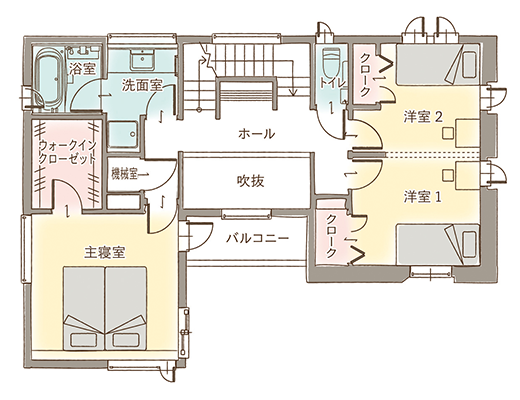 浴室
洗面室
トイレ
クローク
洋室 2
ホール
ウォークイン
クローゼット
機械室
吹抜
洋室 1
クローク
バルコニー
主寝室